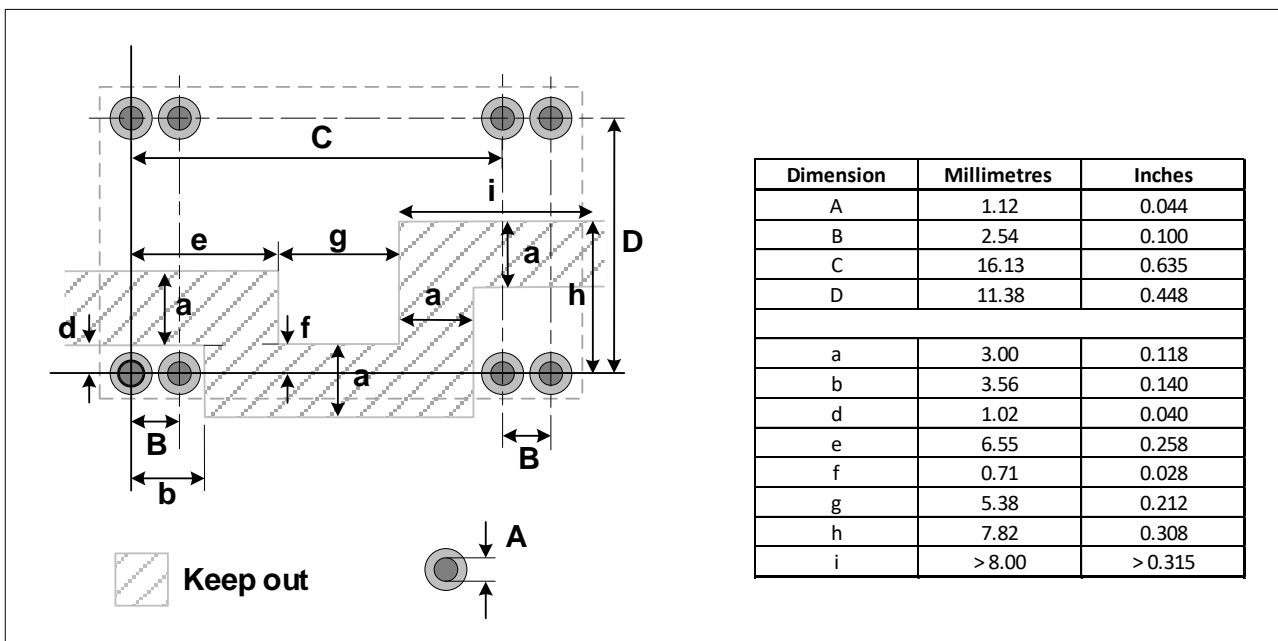 C
i
D
e
g
a
h
a
a
d
f
a
B
B
b
A
Keep out
Dimension Millimetres Inches
A 1.12 0.044
B 2.54 0.100
C 16.13 0.635
D 11.38 0.448
a 3.00 0.118
b 3.56 0.140
d 1.02 0.040
e 6.55 0.258
f 0.71 0.028
g 5.38 0.212
h 7.82 0.308
i > 8.00 > 0.315